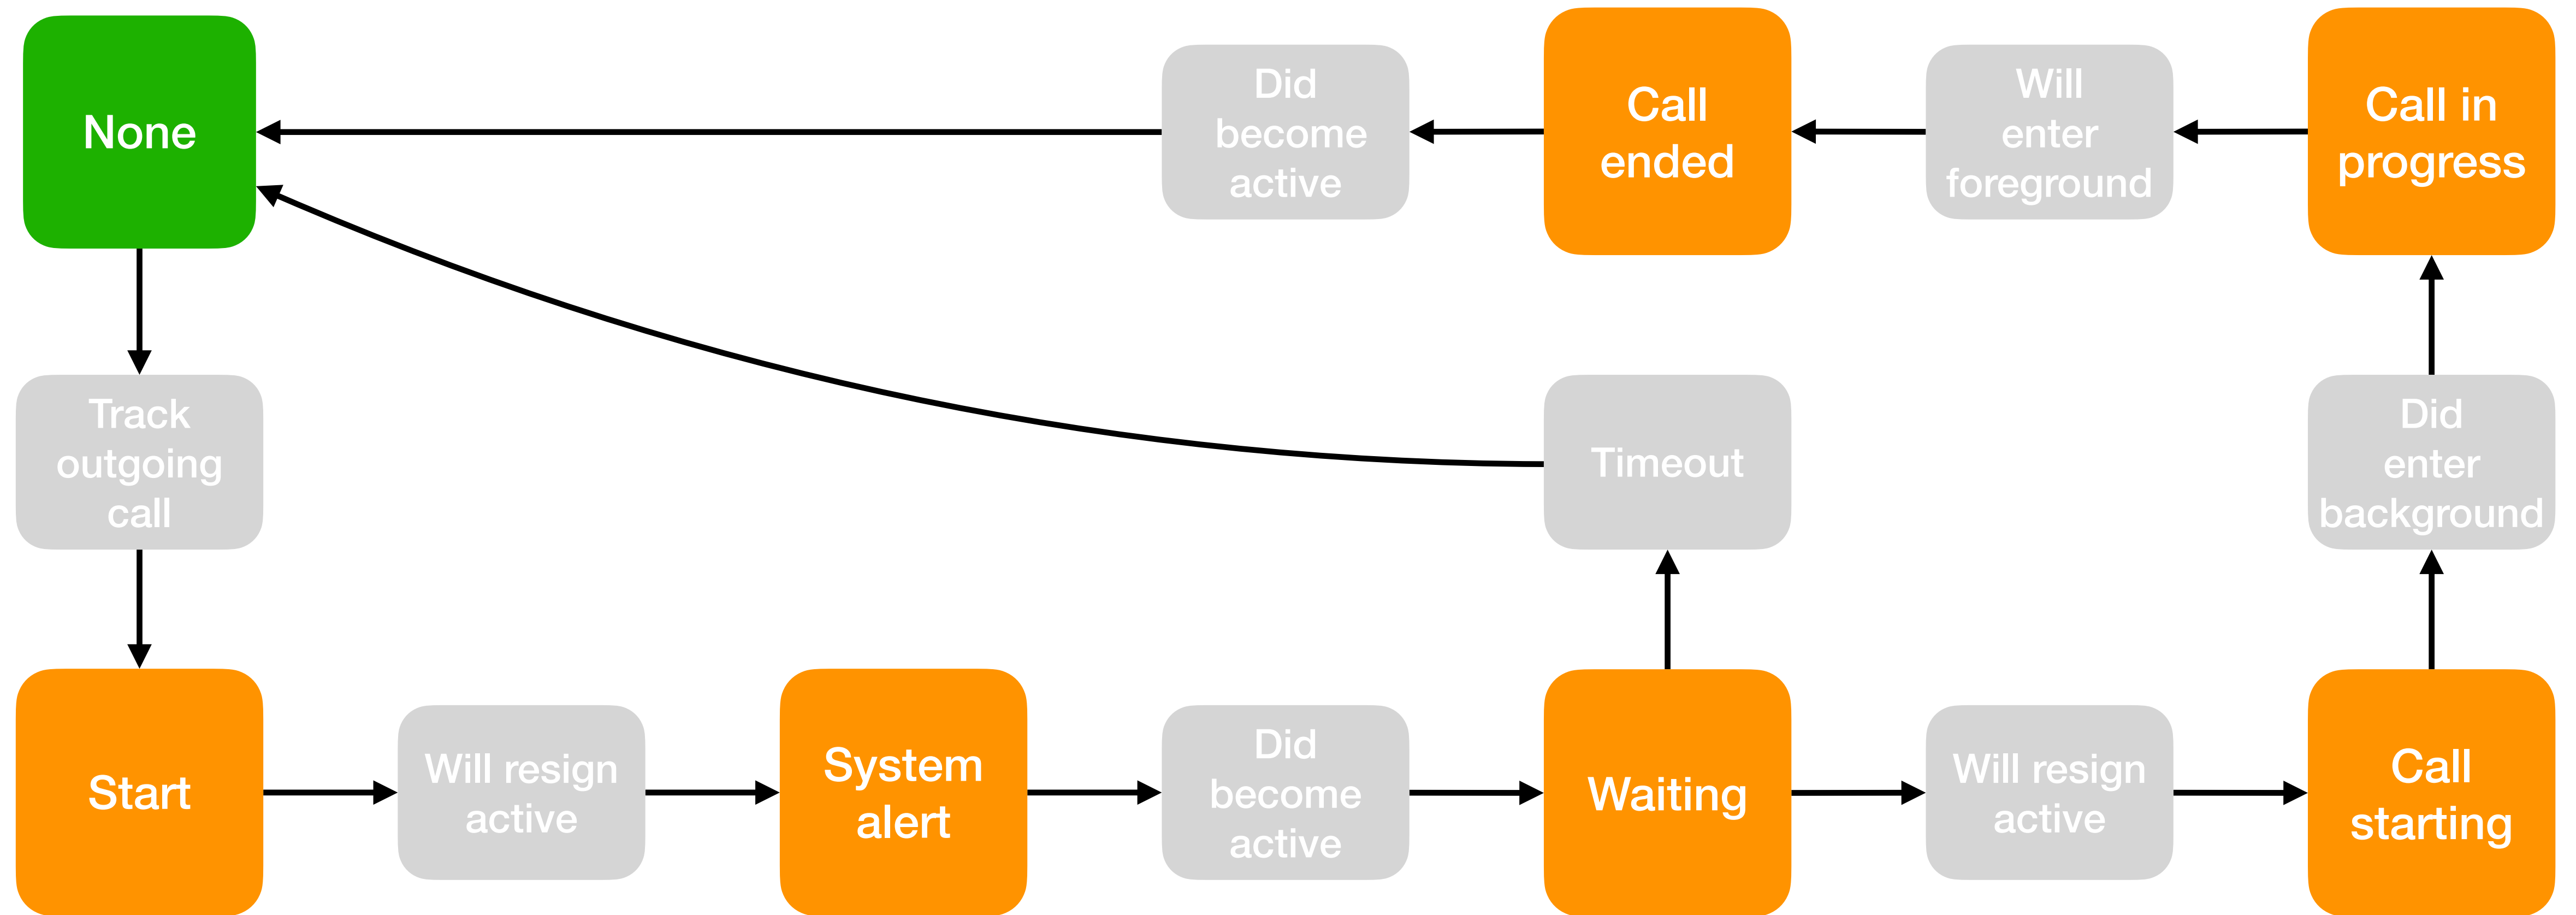 None
Did
become
active
Call
ended
Will
enter
foreground
Call in
progress
Track
outgoing
call
Timeout
Did
enter
background
Start
Will resign
active
System
alert
Did
become
active
Waiting
Will resign
active
Call
starting